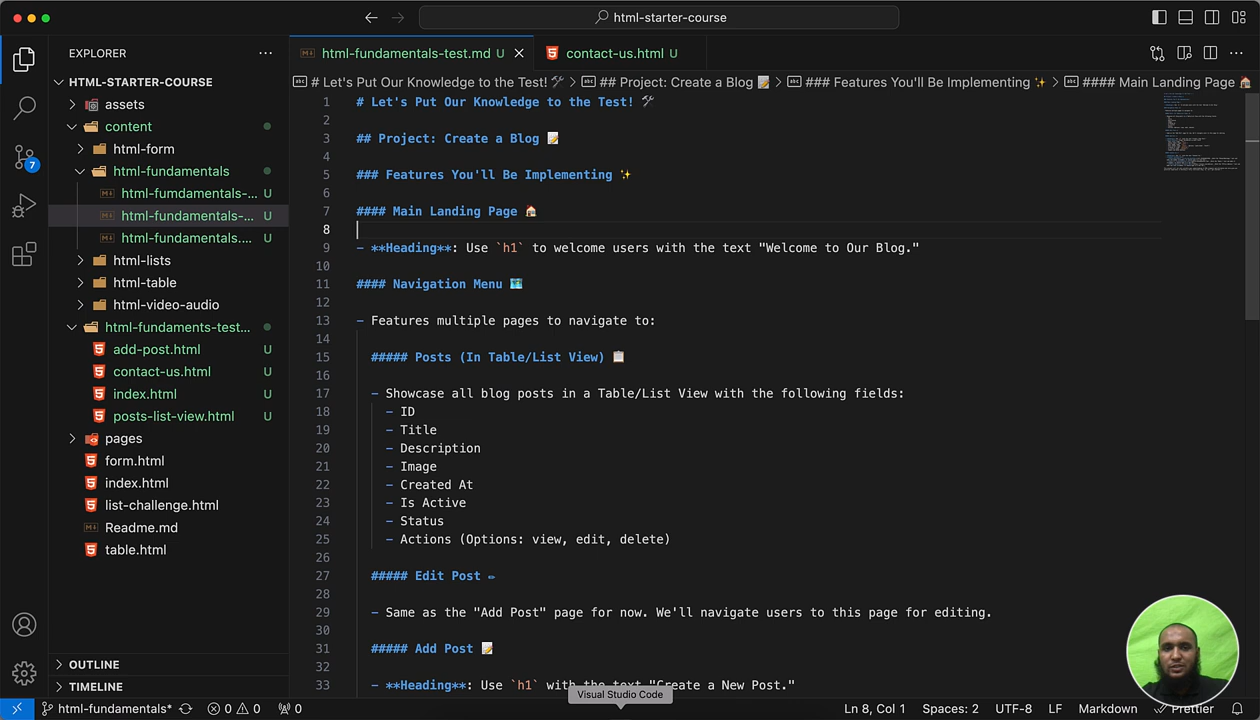 html-starter-course
EXPLORER
HTML-STARTER-COURSE
assets
content
html-form
html-fundamentals
html-fumdamentals-... U
html-fundamentals-... U
html-fundamentals.... U
html-lists
html-table
html-video-audio
html-fundaments-test...
add-post.html U
contact-us.html U
index.html U
posts-list-view.html U
pages
form.html
index.html
list-challenge.html
Readme.md
table.html
OUTLINE
TIMELINE
7
html-fundamentals-test.md U
contact-us.html U
# Let's Put Our Knowledge to the Test! 🛠 > ## Project: Create a Blog 📝 > ### Features You'll Be Implementing ✨ > #### Main Landing Page 🏠
1 # Let's Put Our Knowledge to the Test! 🛠
2
3 ## Project: Create a Blog 📝
4
5 ### Features You'll Be Implementing ✨
6
7 #### Main Landing Page 🏠
8
9 - **Heading**: Use `h1` to welcome users with the text "Welcome to Our Blog."
10
11 #### Navigation Menu 🗺
12
13 - Features multiple pages to navigate to:
14
15 ##### Posts (In Table/List View) 📋
16
17 - Showcase all blog posts in a Table/List View with the following fields:
18 - ID
19 - Title
20 - Description
21 - Image
22 - Created At
23 - Is Active
24 - Status
25 - Actions (Options: view, edit, delete)
26
27 ##### Edit Post ✏
28
29 - Same as the "Add Post" page for now. We'll navigate users to this page for editing.
30
31 ##### Add Post 📝
32
33 - **Heading**: Use `h1` with the text "Create a New Post."
Visual Studio Code
html-fundamentals* 0 0 0 Ln 8, Col 1 Spaces: 2 UTF-8 LF Markdown Prettier